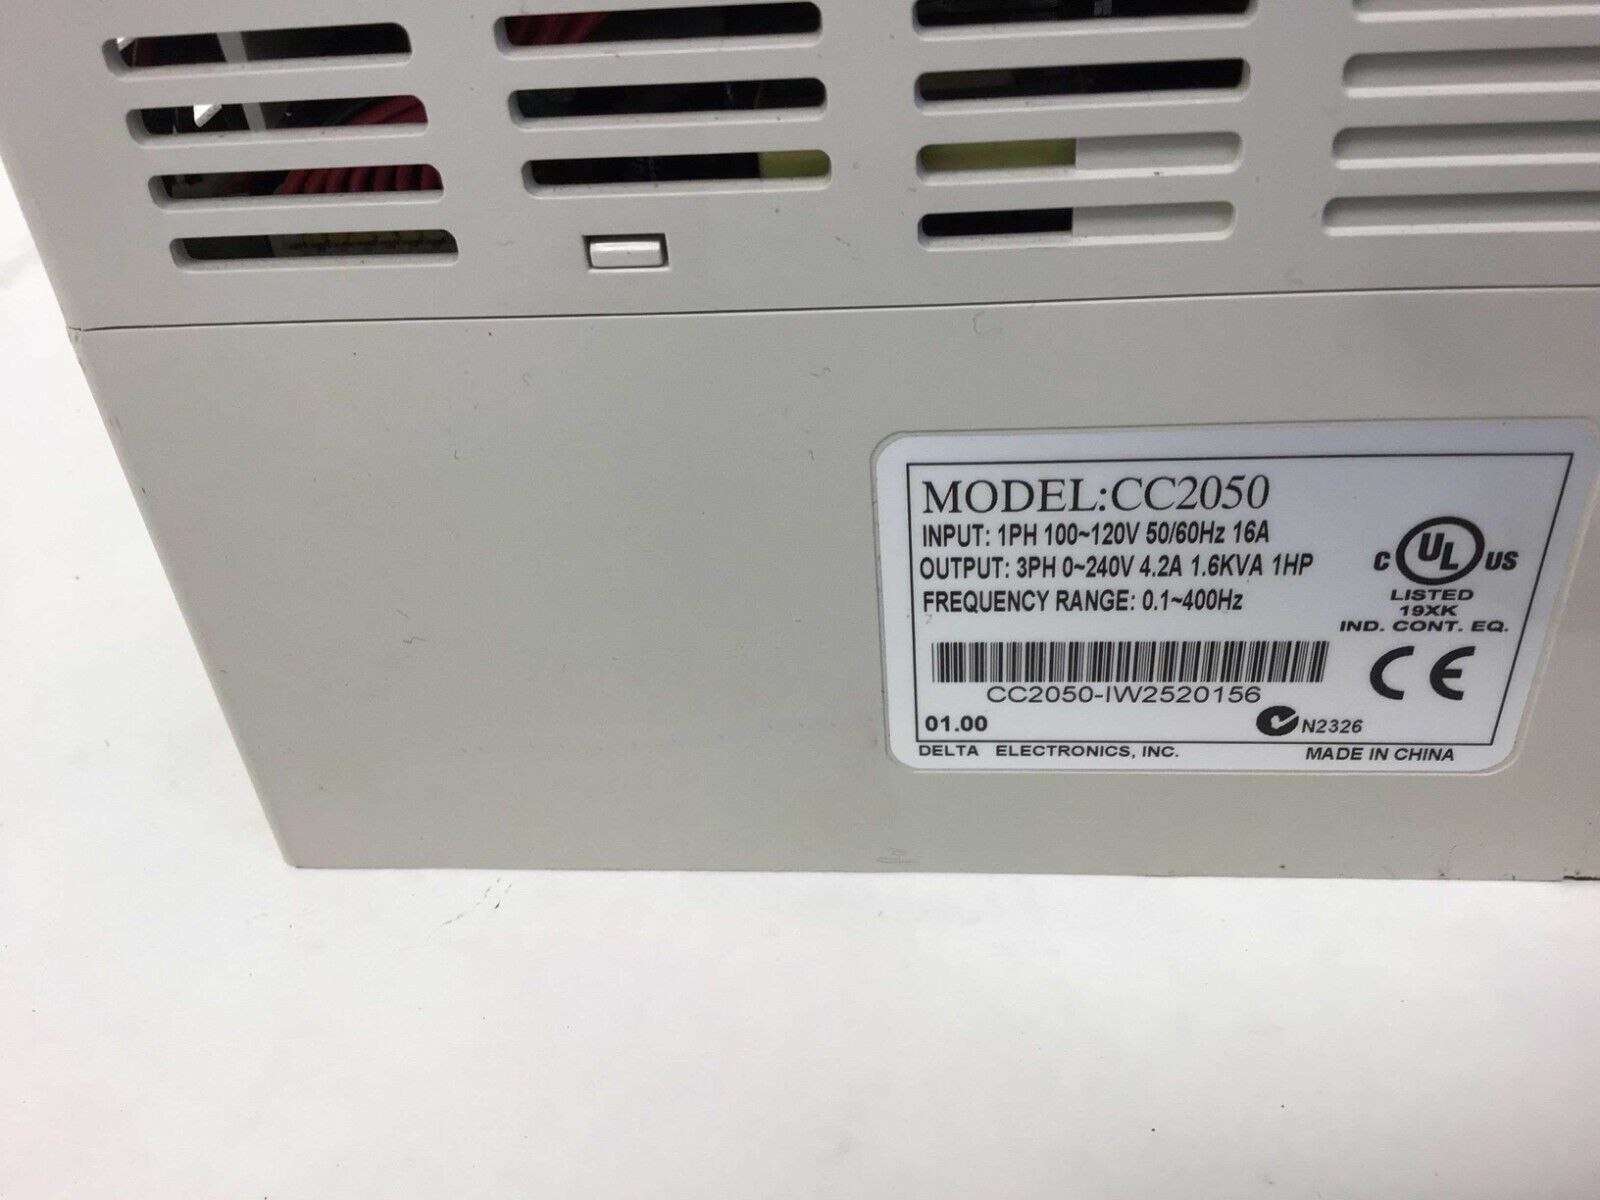 MODEL:CC2050
INPUT: 1PH 100~120V 50/60Hz 16A
OUTPUT: 3PH 0~240V 4.2A 1.6KVA 1HP
FREQUENCY RANGE: 0.1~400Hz
C UL US
LISTED
19XK
IND. CONT. EQ.
CE
CC2050-IW2520156
01.00
N2326
DELTA ELECTRONICS, INC.
MADE IN CHINA